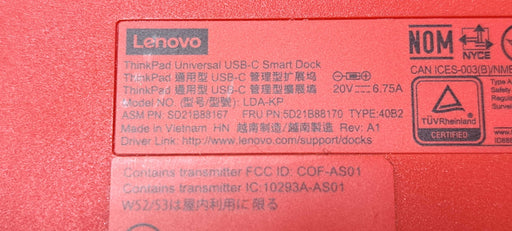 Lenovo
ThinkPad Universal USB-C Smart Dock
ThinkPad 通用型 USB-C 管理型扩展坞
ThinkPad 通用型 USB-C 管理型擴展塢
20V 6.75A
MODEL (型号/型號): LDA-KP
ASM PN: SD21B88167 FRU PN: 5D21B88170 TYPE:40B2
Made in Vietnam HN 越南制造/越南製造 Rev: A1
Driver Link: http://www.lenovo.com/support/docks
NOM
NYCE
CAN ICES-003(B)/NMB
TÜVRheinland
CERTIFIED
Contains transmitter FCC ID: COF-AS01
Contains transmitter IC:10293A-AS01
W52/53は屋内利用に限る